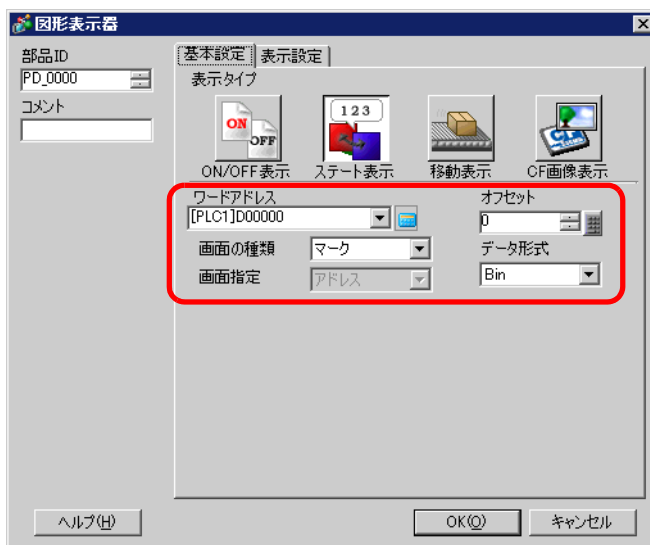 図形表示器
部品ID
PD_0000
コメント
基本設定 表示設定
表示タイプ
ON OFF
123
ON/OFF表示 ステート表示 移動表示 CF画像表示
ワードアドレス オフセット
[PLC1]D00000 0
画面の種類 マーク データ形式
画面指定 アドレス Bin
ヘルプ(H) OK(O) キャンセル